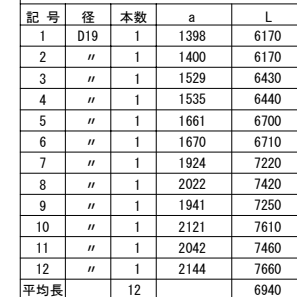 記 号 径 本数 a L
1 D19 1 1398 6170
2 〃 1 1400 6170
3 〃 1 1529 6430
4 〃 1 1535 6440
5 〃 1 1661 6700
6 〃 1 1670 6710
7 〃 1 1924 7220
8 〃 1 2022 7420
9 〃 1 1941 7250
10 〃 1 2121 7610
11 〃 1 2042 7460
12 〃 1 2144 7660
平均長 12 6940